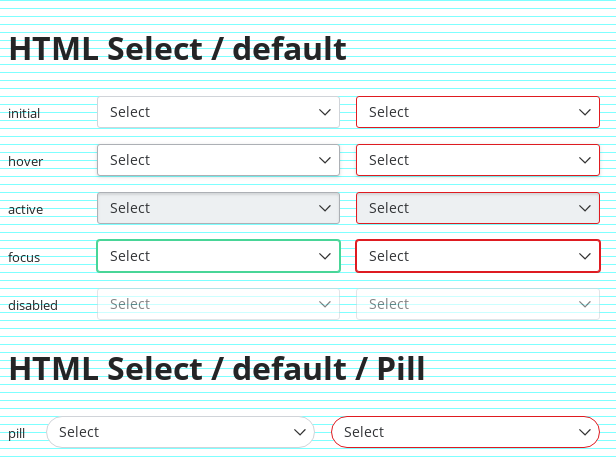 HTML Select / default
initial Select Select
hover Select Select
active Select Select
focus Select Select
disabled Select Select
HTML Select / default / Pill
pill Select Select